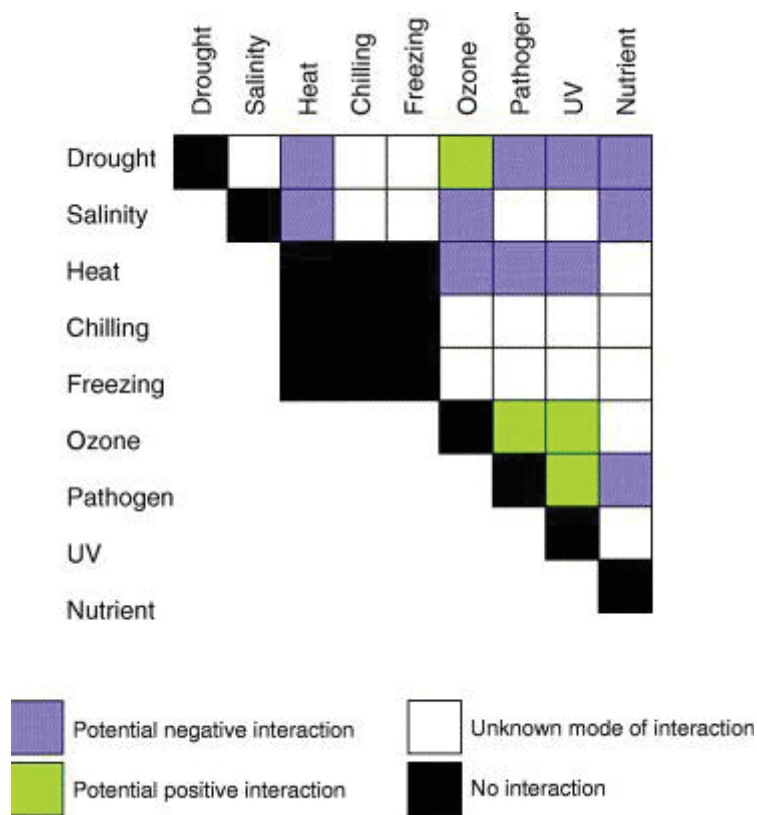 Drought
Salinity
Heat
Chilling
Freezing
Ozone
Pathoger
UV
Nutrient
Drought
Salinity
Heat
Chilling
Freezing
Ozone
Pathogen
UV
Nutrient
Potential negative interaction
Unknown mode of interaction
Potential positive interaction
No interaction